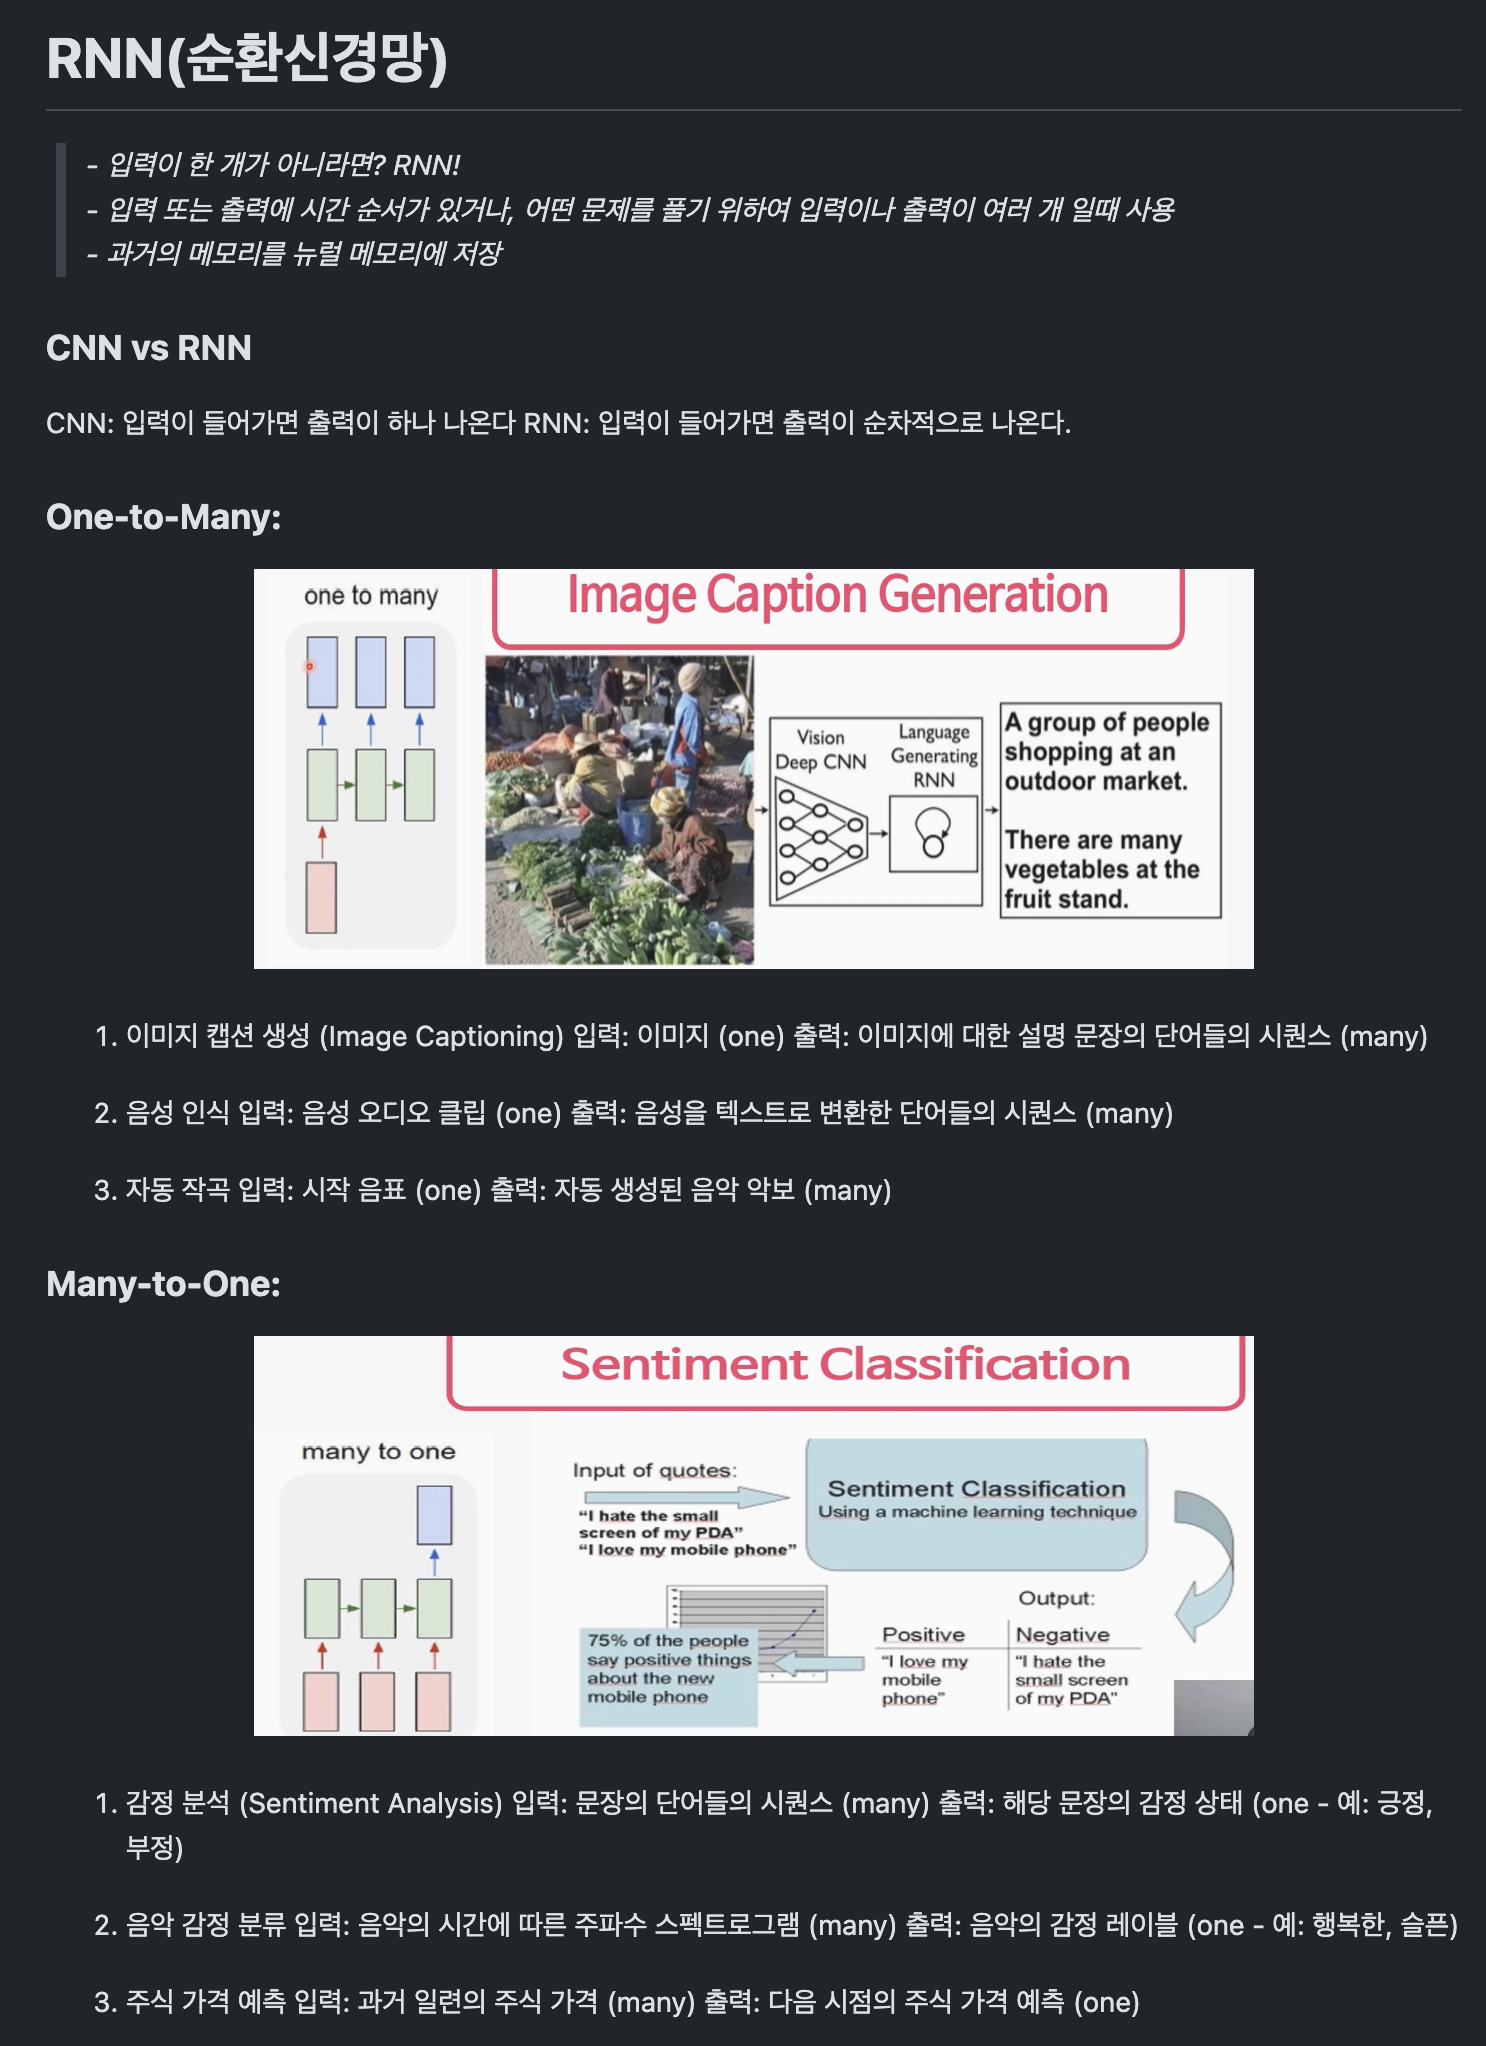 RNN(순환신경망)
- 입력이 한 개가 아니라면? RNN!
- 입력 또는 출력에 시간 순서가 있거나, 어떤 문제를 풀기 위하여 입력이나 출력이 여러 개 일때 사용
- 과거의 메모리를 뉴럴 메모리에 저장
CNN vs RNN
CNN: 입력이 들어가면 출력이 하나 나온다 RNN: 입력이 들어가면 출력이 순차적으로 나온다.
One-to-Many:
one to many
Image Caption Generation
Vision
Deep CNN
Language
Generating
RNN
A group of people
shopping at an
outdoor market.
There are many
vegetables at the
fruit stand.
1. 이미지 캡션 생성 (Image Captioning) 입력: 이미지 (one) 출력: 이미지에 대한 설명 문장의 단어들의 시퀀스 (many)
2. 음성 인식 입력: 음성 오디오 클립 (one) 출력: 음성을 텍스트로 변환한 단어들의 시퀀스 (many)
3. 자동 작곡 입력: 시작 음표 (one) 출력: 자동 생성된 음악 악보 (many)
Many-to-One:
Sentiment Classification
many to one
Input of quotes:
“I hate the small
screen of my PDA”
“I love my mobile phone”
Sentiment Classification
Using a machine learning technique
Output:
Positive
Negative
“I love my
mobile
phone”
“I hate the
small screen
of my PDA”
75% of the people
say positive things
about the new
mobile phone
1. 감정 분석 (Sentiment Analysis) 입력: 문장의 단어들의 시퀀스 (many) 출력: 해당 문장의 감정 상태 (one - 예: 긍정,
부정)
2. 음악 감정 분류 입력: 음악의 시간에 따른 주파수 스펙트로그램 (many) 출력: 음악의 감정 레이블 (one - 예: 행복한, 슬픈)
3. 주식 가격 예측 입력: 과거 일련의 주식 가격 (many) 출력: 다음 시점의 주식 가격 예측 (one)